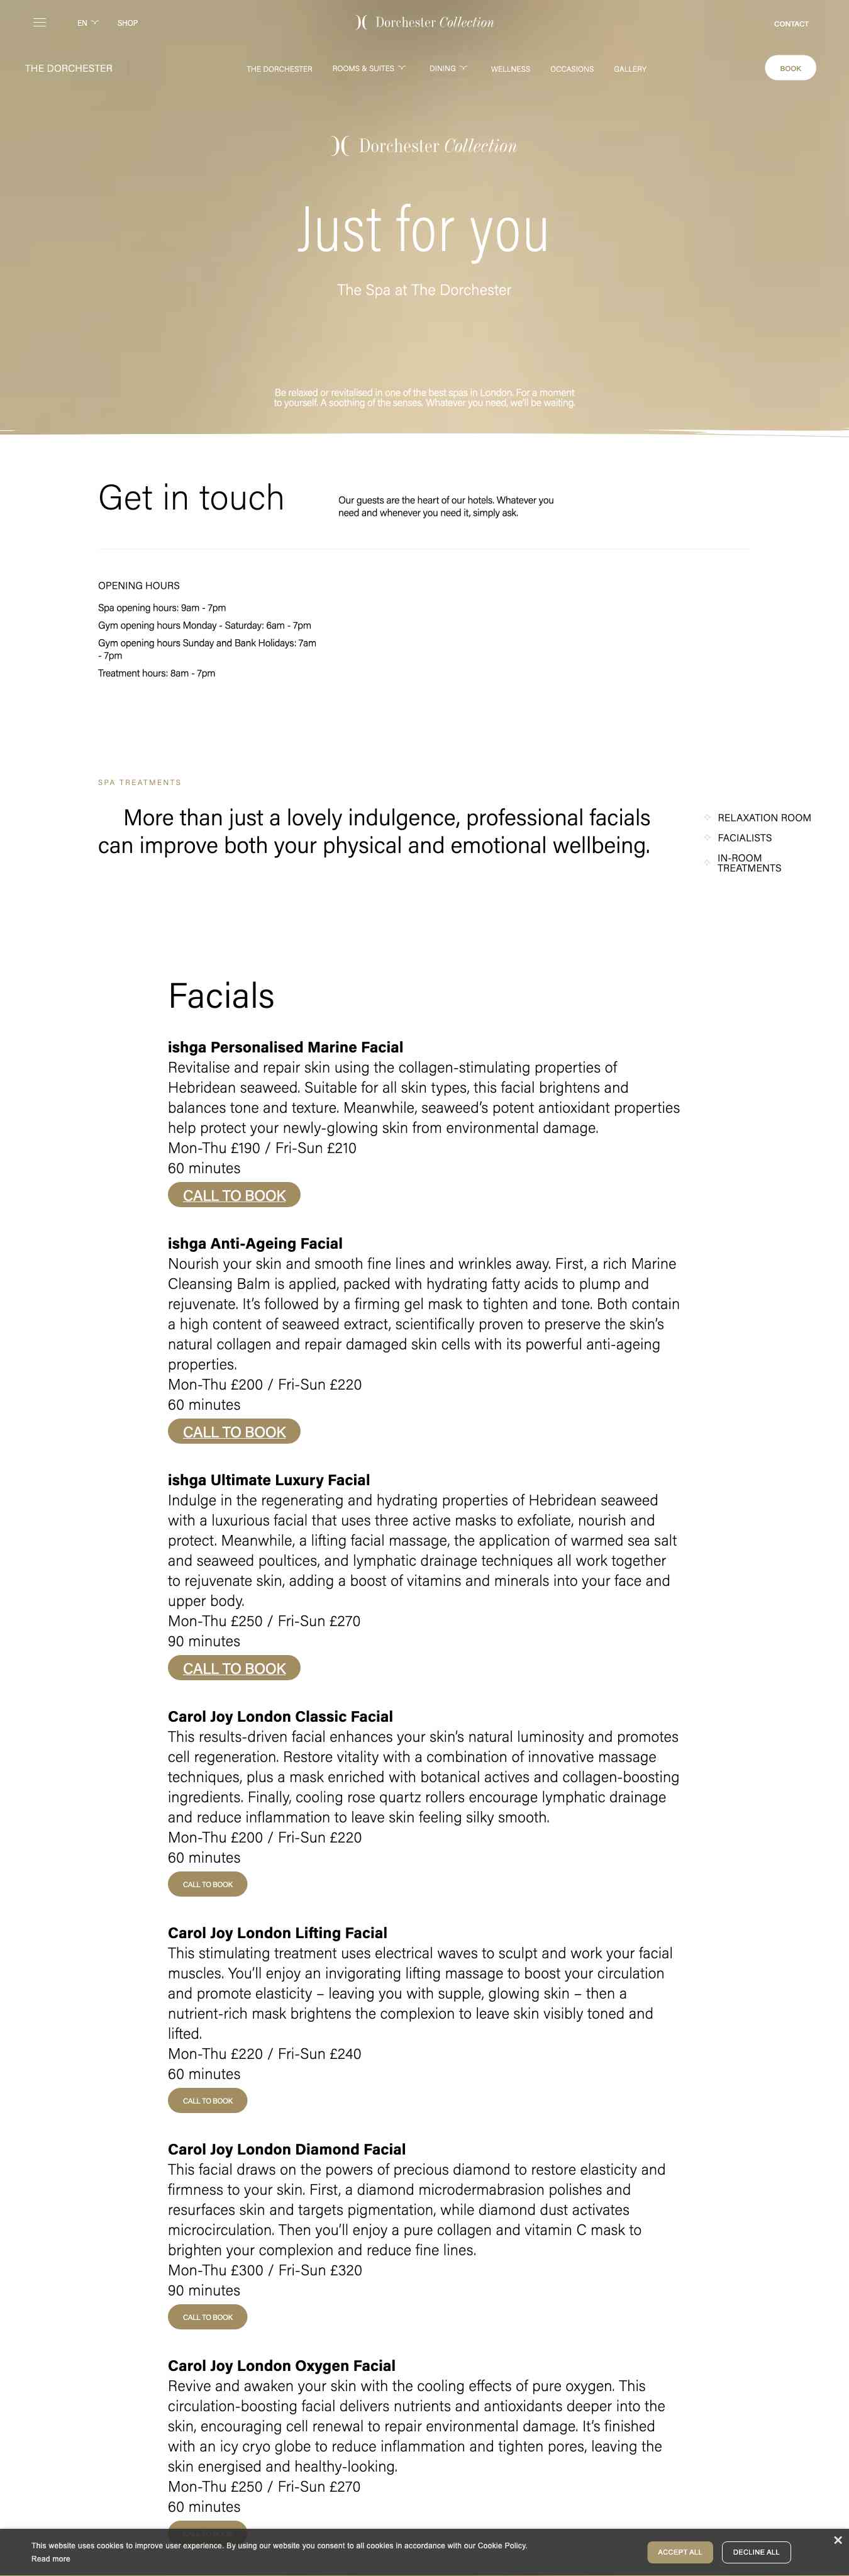 EN SHOP Dorchester Collection CONTACT
THE DORCHESTER THE DORCHESTER ROOMS & SUITES DINING WELLNESS OCCASIONS GALLERY BOOK
Dorchester Collection
Just for you
The Spa at The Dorchester
Be relaxed or revitalised in one of the best spas in London. For a moment
to yourself. A soothing of the senses. Whatever you need, we'll be waiting.
Get in touch
Our guests are the heart of our hotels. Whatever you
need and whenever you need it, simply ask.
OPENING HOURS
Spa opening hours: 9am - 7pm
Gym opening hours Monday - Saturday: 6am - 7pm
Gym opening hours Sunday and Bank Holidays: 7am
- 7pm
Treatment hours: 8am - 7pm
SPA TREATMENTS
More than just a lovely indulgence, professional facials
can improve both your physical and emotional wellbeing.
RELAXATION ROOM
FACIALISTS
IN-ROOM
TREATMENTS
Facials
ishga Personalised Marine Facial
Revitalise and repair skin using the collagen-stimulating properties of
Hebridean seaweed. Suitable for all skin types, this facial brightens and
balances tone and texture. Meanwhile, seaweed's potent antioxidant properties
help protect your newly-glowing skin from environmental damage.
Mon-Thu £190 / Fri-Sun £210
60 minutes
CALL TO BOOK
ishga Anti-Ageing Facial
Nourish your skin and smooth fine lines and wrinkles away. First, a rich Marine
Cleansing Balm is applied, packed with hydrating fatty acids to plump and
rejuvenate. It's followed by a firming gel mask to tighten and tone. Both contain
a high content of seaweed extract, scientifically proven to preserve the skin's
natural collagen and repair damaged skin cells with its powerful anti-ageing
properties.
Mon-Thu £200 / Fri-Sun £220
60 minutes
CALL TO BOOK
ishga Ultimate Luxury Facial
Indulge in the regenerating and hydrating properties of Hebridean seaweed
with a luxurious facial that uses three active masks to exfoliate, nourish and
protect. Meanwhile, a lifting facial massage, the application of warmed sea salt
and seaweed poultices, and lymphatic drainage techniques all work together
to rejuvenate skin, adding a boost of vitamins and minerals into your face and
upper body.
Mon-Thu £250 / Fri-Sun £270
90 minutes
CALL TO BOOK
Carol Joy London Classic Facial
This results-driven facial enhances your skin's natural luminosity and promotes
cell regeneration. Restore vitality with a combination of innovative massage
techniques, plus a mask enriched with botanical actives and collagen-boosting
ingredients. Finally, cooling rose quartz rollers encourage lymphatic drainage
and reduce inflammation to leave skin feeling silky smooth.
Mon-Thu £200 / Fri-Sun £220
60 minutes
CALL TO BOOK
Carol Joy London Lifting Facial
This stimulating treatment uses electrical waves to sculpt and work your facial
muscles. You'll enjoy an invigorating lifting massage to boost your circulation
and promote elasticity – leaving you with supple, glowing skin – then a
nutrient-rich mask brightens the complexion to leave skin visibly toned and
lifted.
Mon-Thu £220 / Fri-Sun £240
60 minutes
CALL TO BOOK
Carol Joy London Diamond Facial
This facial draws on the powers of precious diamond to restore elasticity and
firmness to your skin. First, a diamond microdermabrasion polishes and
resurfaces skin and targets pigmentation, while diamond dust activates
microcirculation. Then you'll enjoy a pure collagen and vitamin C mask to
brighten your complexion and reduce fine lines.
Mon-Thu £300 / Fri-Sun £320
90 minutes
CALL TO BOOK
Carol Joy London Oxygen Facial
Revive and awaken your skin with the cooling effects of pure oxygen. This
circulation-boosting facial delivers nutrients and antioxidants deeper into the
skin, encouraging cell renewal to repair environmental damage. It's finished
with an icy cryo globe to reduce inflammation and tighten pores, leaving the
skin energised and healthy-looking.
Mon-Thu £250 / Fri-Sun £270
60 minutes
This website uses cookies to improve user experience. By using our website you consent to all cookies in accordance with our Cookie Policy.
Read more
ACCEPT ALL DECLINE ALL